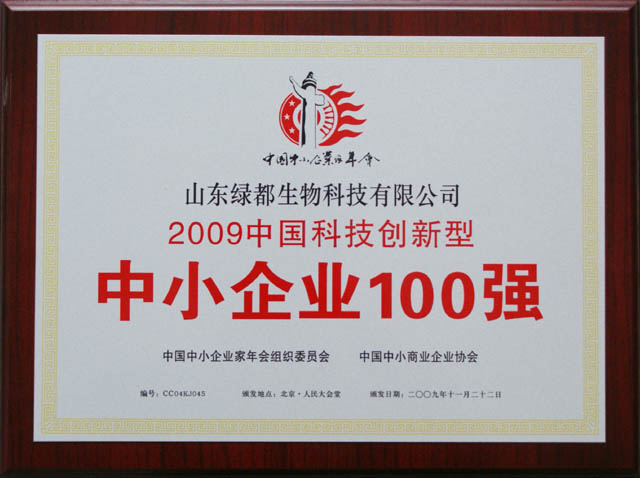 中国中小企业家年会
山东绿都生物科技有限公司
2009中国科技创新型
中小企业100强
中国中小企业家年会组织委员会 中国中小商业企业协会
编号:CC04KJ045 颁发地点:北京·人民大会堂 颁发日期:二〇〇九年十一月二十二日